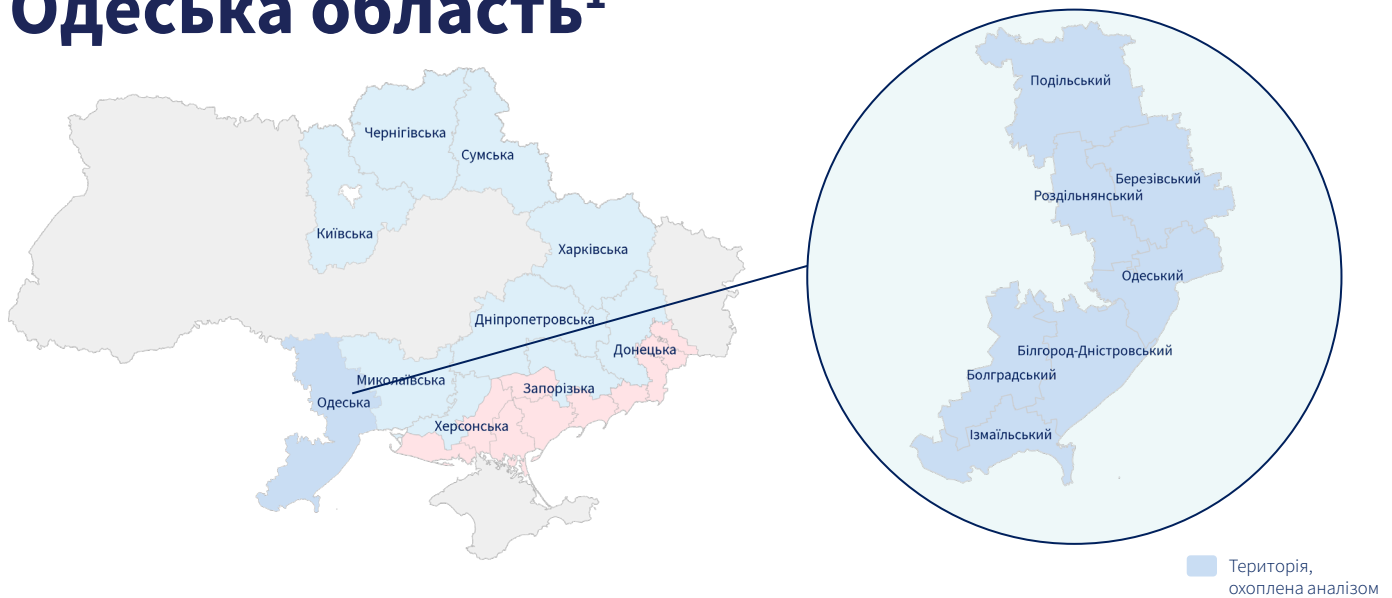 Одеська область¹
Чернігівська
Сумська
Київська
Харківська
Дніпропетровська
Донецька
Миколаївська
Запорізька
Одеська
Херсонська
Подільський
Березівський
Роздільнянський
Одеський
Білгород-Дністровський
Болградський
Ізмаїльський
Територія,
охоплена аналізом